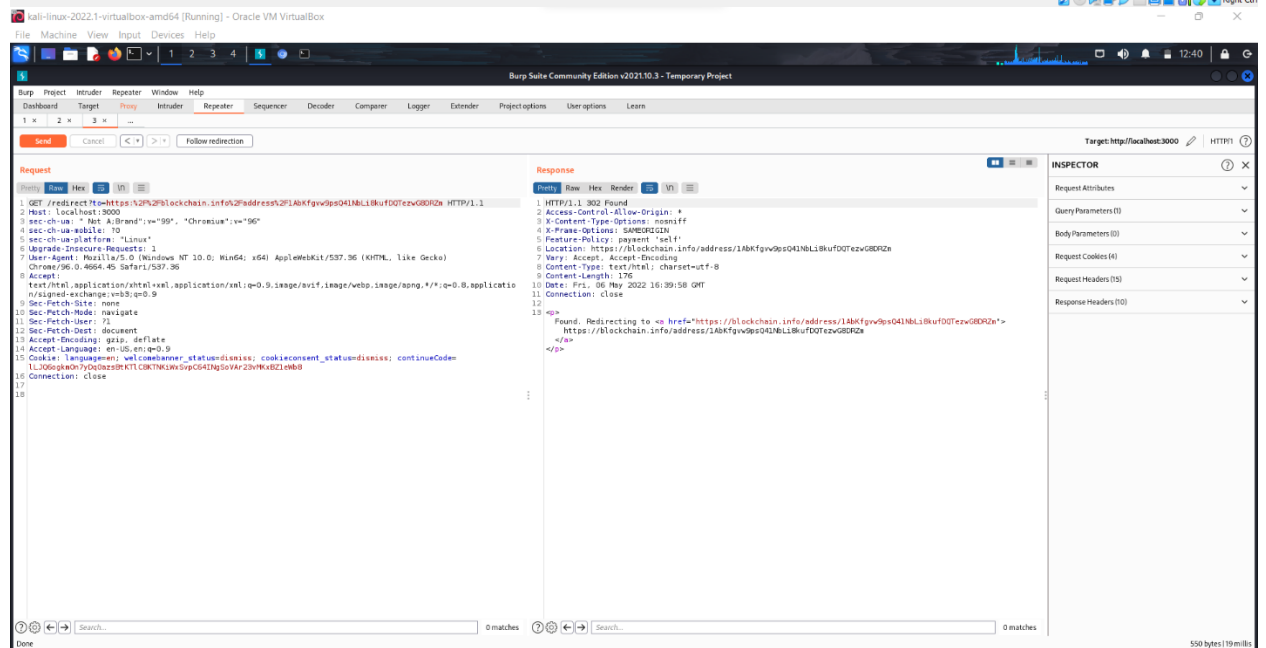 Right Ctrl
kali-linux-2022.1-virtualbox-amd64 [Running] - Oracle VM VirtualBox
File Machine View Input Devices Help
1 2 3 4 12:40
Burp Suite Community Edition v2021.10.3 - Temporary Project
Burp Project Intruder Repeater Window Help
Dashboard Target Proxy Intruder Repeater Sequencer Decoder Comparer Logger Extender Project options User options Learn
1 × 2 × 3 × ...
Send Cancel < > Follow redirection Target: http://localhost:3000 HTTP/1
Request
Pretty Raw Hex \n
1 GET /redirect?to=https:%2F%2Fblockchain.info%2Faddress%2F1AbKfgvw9psQ41NbLi8kufDQTezwG8DRZm HTTP/1.1
2 Host: localhost:3000
3 sec-ch-ua: " Not A;Brand";v="99", "Chromium";v="96"
4 sec-ch-ua-mobile: ?0
5 sec-ch-ua-platform: "Linux"
6 Upgrade-Insecure-Requests: 1
7 User-Agent: Mozilla/5.0 (Windows NT 10.0; Win64; x64) AppleWebKit/537.36 (KHTML, like Gecko)
Chrome/96.0.4664.45 Safari/537.36
8 Accept:
text/html,application/xhtml+xml,application/xml;q=0.9,image/avif,image/webp,image/apng,*/*;q=0.8,applicatio
n/signed-exchange;v=b3;q=0.9
9 Sec-Fetch-Site: none
10 Sec-Fetch-Mode: navigate
11 Sec-Fetch-User: ?1
12 Sec-Fetch-Dest: document
13 Accept-Encoding: gzip, deflate
14 Accept-Language: en-US,en;q=0.9
15 Cookie: language=en; welcomebanner_status=dismiss; cookieconsent_status=dismiss; continueCode=
16 Connection: close
17
18
Search... 0 matches
Response
Pretty Raw Hex Render \n
1 HTTP/1.1 302 Found
2 Access-Control-Allow-Origin: *
3 X-Content-Type-Options: nosniff
4 X-Frame-Options: SAMEORIGIN
5 Feature-Policy: payment 'self'
6 Location: https://blockchain.info/address/1AbKfgvw9psQ41NbLi8kufDQTezwG8DRZm
7 Vary: Accept, Accept-Encoding
8 Content-Type: text/html; charset=utf-8
9 Content-Length: 176
10 Date: Fri, 06 May 2022 16:39:58 GMT
11 Connection: close
12
13 <p>
Found. Redirecting to <a href="https://blockchain.info/address/1AbKfgvw9psQ41NbLi8kufDQTezwG8DRZm">
https://blockchain.info/address/1AbKfgvw9psQ41NbLi8kufDQTezwG8DRZm
</a>
</p>
Search... 0 matches
INSPECTOR
Request Attributes
Query Parameters (1)
Body Parameters (0)
Request Cookies (4)
Request Headers (15)
Response Headers (10)
Done 550 bytes | 19 millis